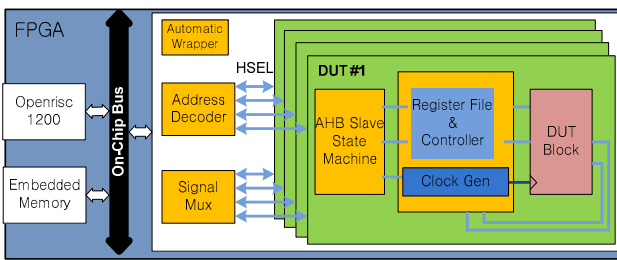 FPGA
Openrisc
1200
Embedded
Memory
On-Chip Bus
Automatic
Wrapper
HSEL
Address
Decoder
Signal
Mux
DUT #1
AHB Slave
State
Machine
Register File
&
Controller
Clock Gen
DUT
Block